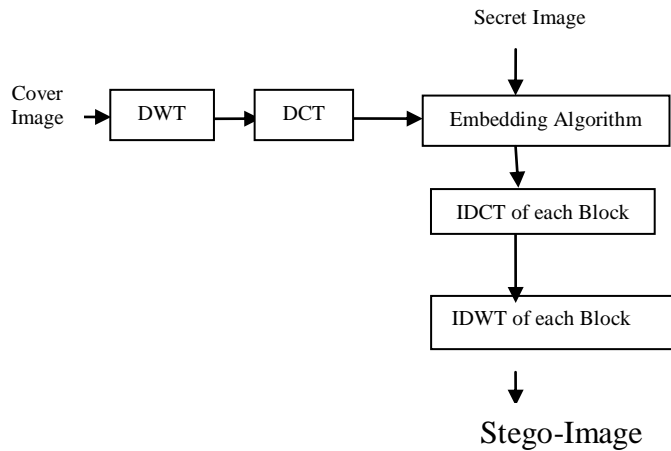 Secret Image
Cover
Image
DWT
DCT
Embedding Algorithm
IDCT of each Block
IDWT of each Block
Stego-Image